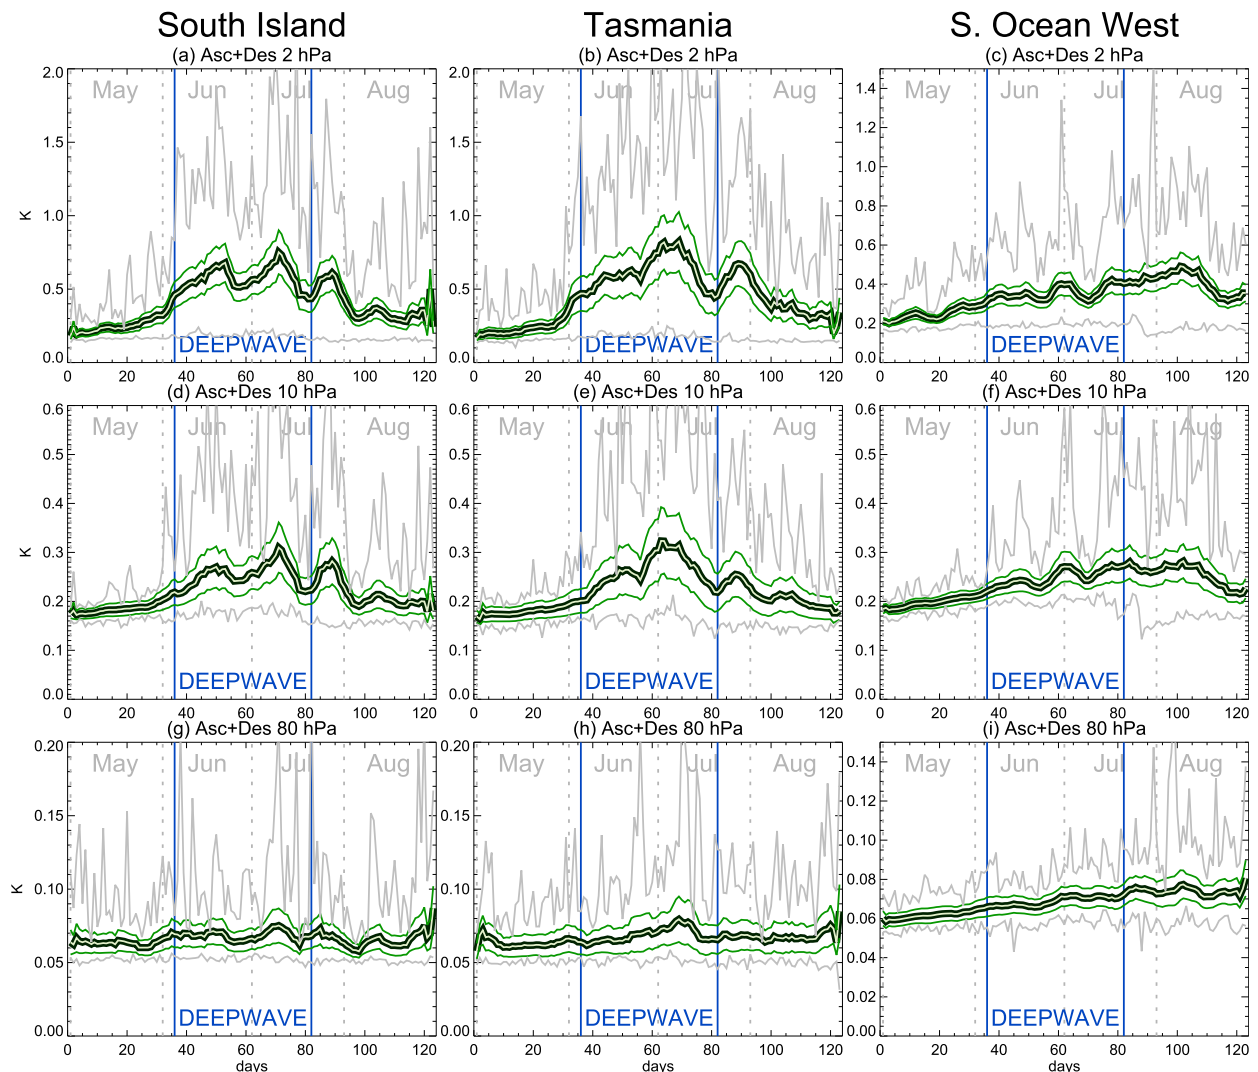 South Island Tasmania S. Ocean West
(a) Asc+Des 2 hPa (b) Asc+Des 2 hPa (c) Asc+Des 2 hPa
2.0 May Jun Jul Aug 2.0 May Jun Jul Aug 1.4 May Jun Jul Aug
1.2
1.5 1.5
1.0
K 1.0 1.0 0.8
0.6
0.5 0.5 0.4
0.2
0.0 DEEPWAVE 0.0 DEEPWAVE 0.0 DEEPWAVE
0 20 40 60 80 100 120 0 20 40 60 80 100 120 0 20 40 60 80 100 120
(d) Asc+Des 10 hPa (e) Asc+Des 10 hPa (f) Asc+Des 10 hPa
0.6 May Jun Jul Aug 0.6 May Jun Jul Aug 0.6 May Jun Jul Aug
0.5 0.5 0.5
0.4 0.4 0.4
K 0.3 0.3 0.3
0.2 0.2 0.2
0.1 0.1 0.1
0.0 DEEPWAVE 0.0 DEEPWAVE 0.0 DEEPWAVE
0 20 40 60 80 100 120 0 20 40 60 80 100 120 0 20 40 60 80 100 120
(g) Asc+Des 80 hPa (h) Asc+Des 80 hPa (i) Asc+Des 80 hPa
0.20 May Jun Jul Aug 0.20 May Jun Jul Aug 0.14 May Jun Jul Aug
0.12
0.15 0.15
0.10
K 0.10 0.10 0.08
0.06
0.05 0.05 0.04
0.02
0.00 DEEPWAVE 0.00 DEEPWAVE 0.00 DEEPWAVE
0 20 40 60 80 100 120 0 20 40 60 80 100 120 0 20 40 60 80 100 120
days days days